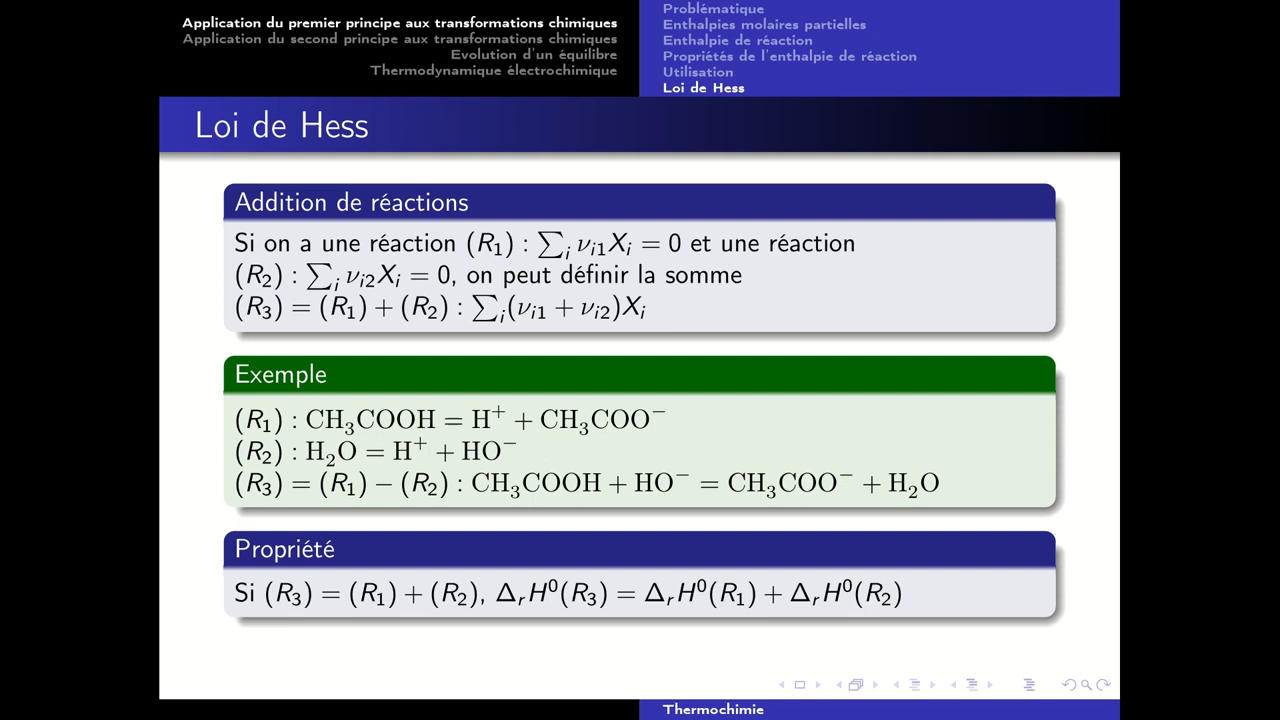 Application du premier principe aux transformations chimiques
Application du second principe aux transformations chimiques
Evolution d'un équilibre
Thermodynamique électrochimique
Problématique
Enthalpies molaires partielles
Enthalpie de réaction
Propriétés de l'enthalpie de réaction
Utilisation
Loi de Hess
Loi de Hess
Addition de réactions
Si on a une réaction (R₁) : ∑ᵢ νᵢ₁Xᵢ = 0 et une réaction
(R₂) : ∑ᵢ νᵢ₂Xᵢ = 0, on peut définir la somme
(R₃) = (R₁) + (R₂) : ∑ᵢ(νᵢ₁ + νᵢ₂)Xᵢ
Exemple
(R₁) : CH₃COOH = H⁺ + CH₃COO⁻
(R₂) : H₂O = H⁺ + HO⁻
(R₃) = (R₁) − (R₂) : CH₃COOH + HO⁻ = CH₃COO⁻ + H₂O
Propriété
Si (R₃) = (R₁) + (R₂), ΔᵣH⁰(R₃) = ΔᵣH⁰(R₁) + ΔᵣH⁰(R₂)
Thermochimie